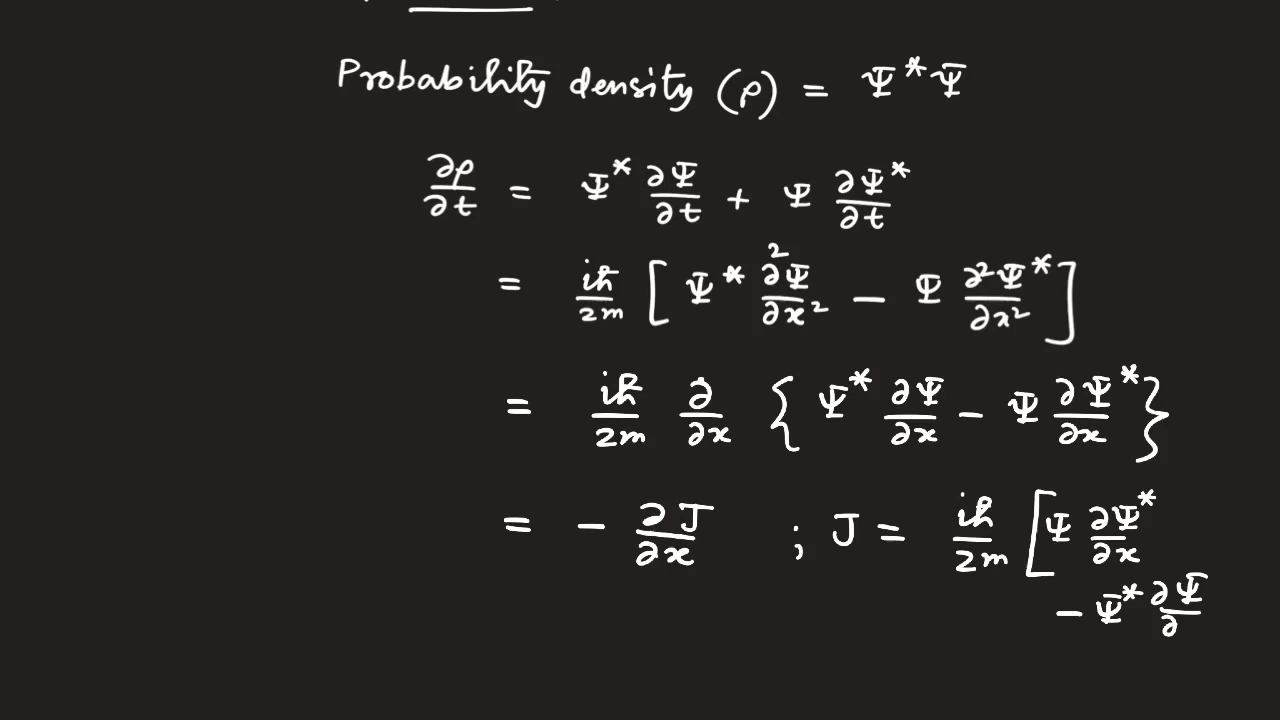 Probability density (ρ) = Ψ*Ψ
∂ρ/∂t = Ψ* ∂Ψ/∂t + Ψ ∂Ψ*/∂t
= iħ/2m [ Ψ* ∂²Ψ/∂x² − Ψ ∂²Ψ*/∂x² ]
= iħ/2m ∂/∂x { Ψ* ∂Ψ/∂x − Ψ ∂Ψ*/∂x }
= − ∂J/∂x ; J = iħ/2m [ Ψ ∂Ψ*/∂x
− Ψ* ∂Ψ/∂